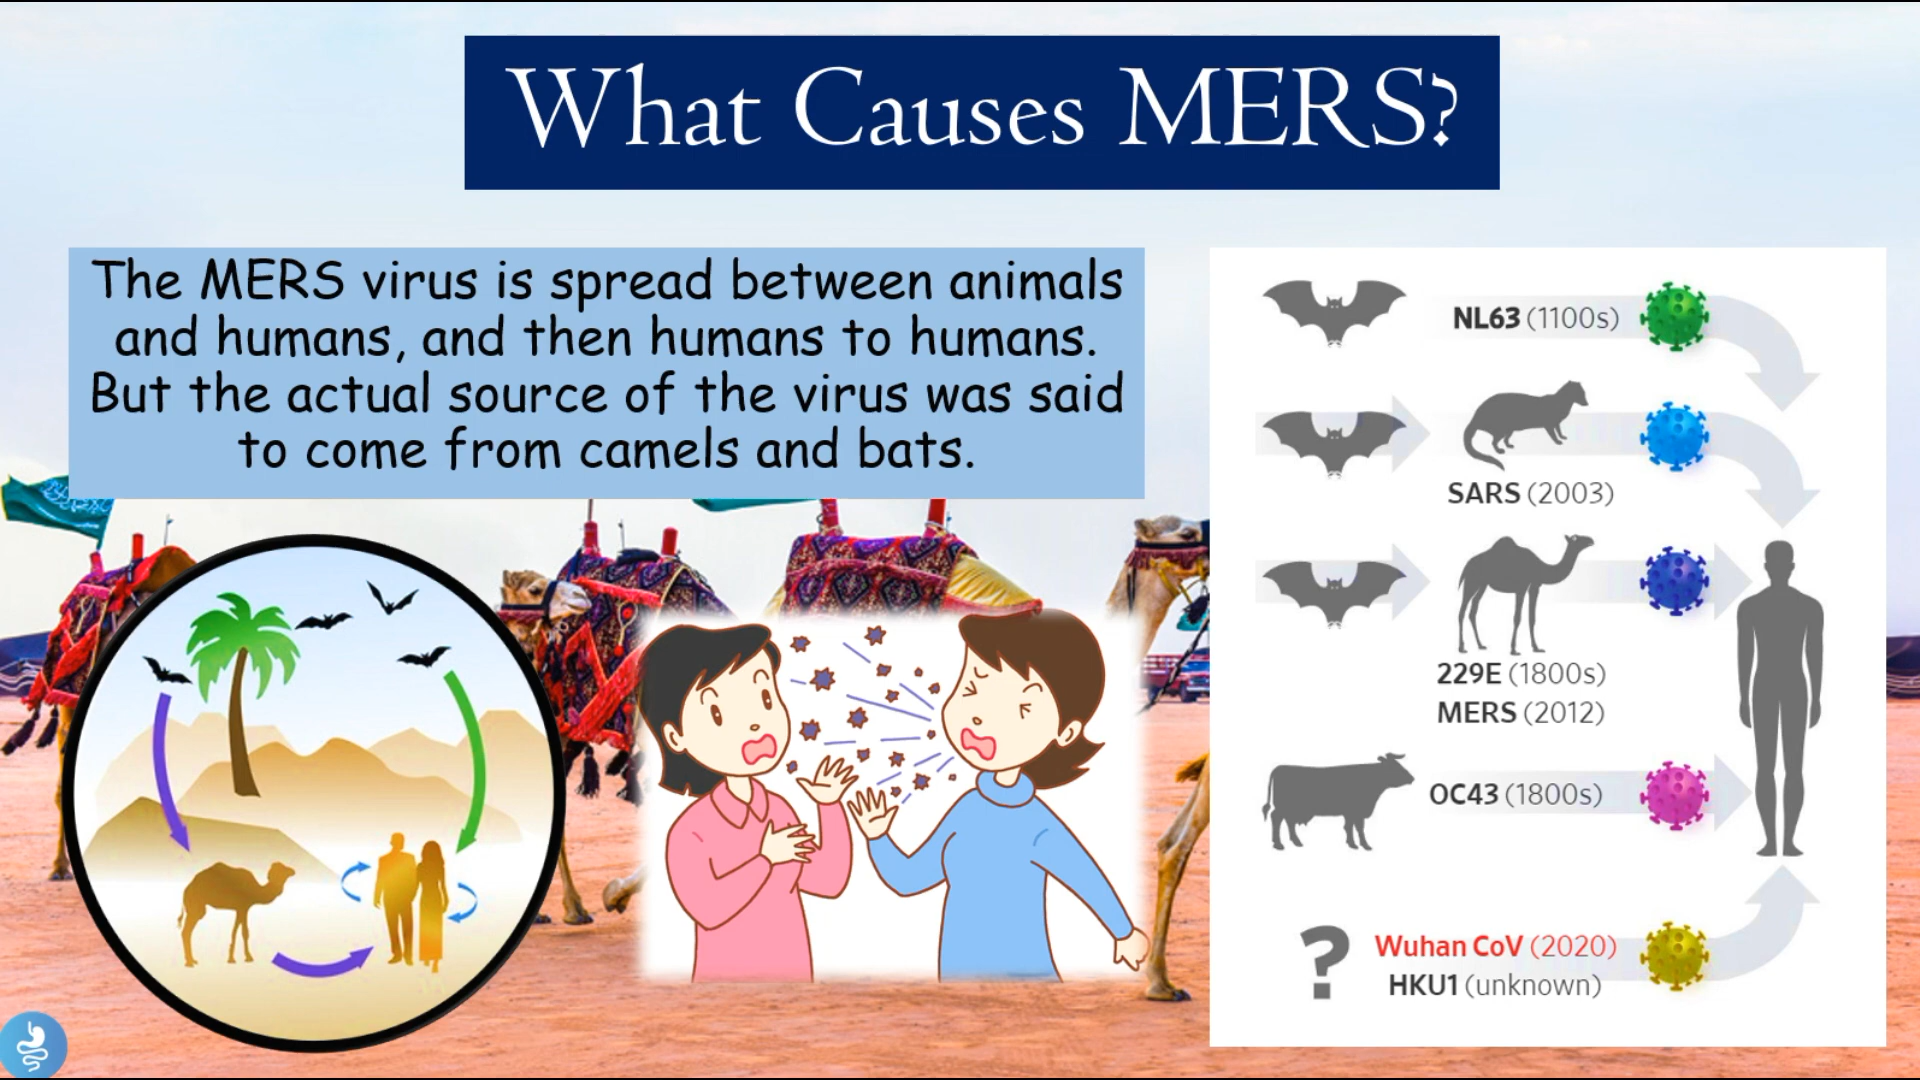 What Causes MERS?
The MERS virus is spread between animals
and humans, and then humans to humans.
But the actual source of the virus was said
to come from camels and bats.
NL63 (1100s)
SARS (2003)
229E (1800s)
MERS (2012)
OC43 (1800s)
?
Wuhan CoV (2020)
HKU1 (unknown)